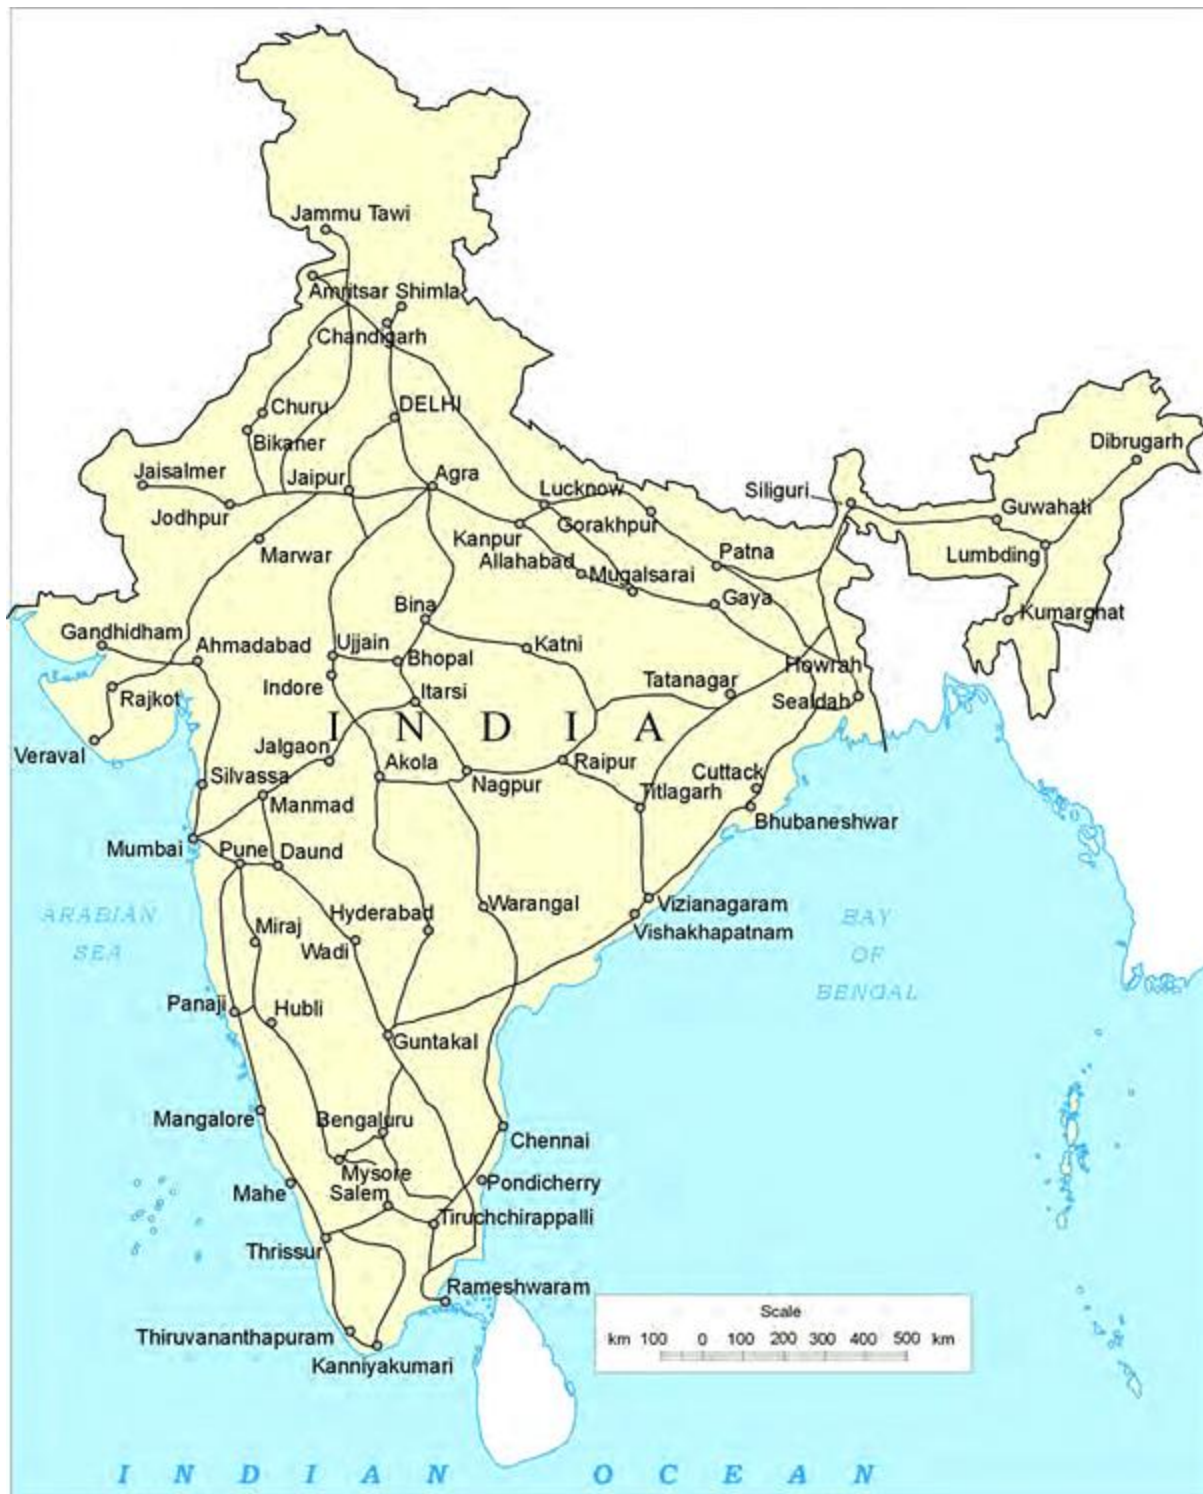 Jammu Tawi
Amritsar Shimla
Chandigarh
Churu
DELHI
Bikaner
Dibrugarh
Jaisalmer
Jaipur
Agra
Lucknow
Siliguri
Jodhpur
Gorakhpur
Guwahati
Kanpur
Marwar
Patna
Lumbding
Allahabad
Mugalsarai
Bina
Gaya
Kumarghat
Gandhidham
Ahmadabad
Ujjain
Katni
Bhopal
Howrah
Indore
Itarsi
Tatanagar
Rajkot
Sealdah
I N D I A
Veraval
Jalgaon
Akola
Raipur
Cuttack
Silvassa
Nagpur
Titlagarh
Manmad
Bhubaneshwar
Mumbai
Pune
Daund
Warangal
Vizianagaram
Hyderabad
Vishakhapatnam
ARABIAN
SEA
BAY
OF
BENGAL
Miraj
Wadi
Panaji
Hubli
Guntakal
Mangalore
Bengaluru
Chennai
Mysore
Pondicherry
Mahe
Salem
Tiruchchirappalli
Thrissur
Rameshwaram
Scale
km 100 0 100 200 300 400 500 km
Thiruvananthapuram
Kanniyakumari
I N D I A N O C E A N